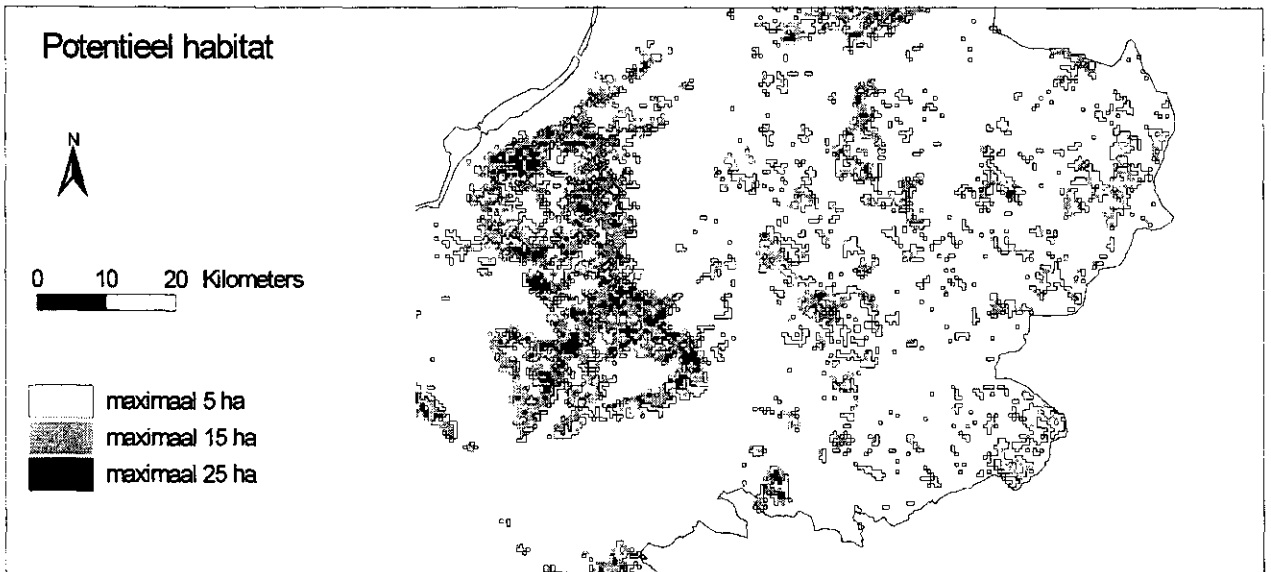 Potentieel habitat
N
0 10 20 Kilometers
maximaal 5 ha
maximaal 15 ha
maximaal 25 ha